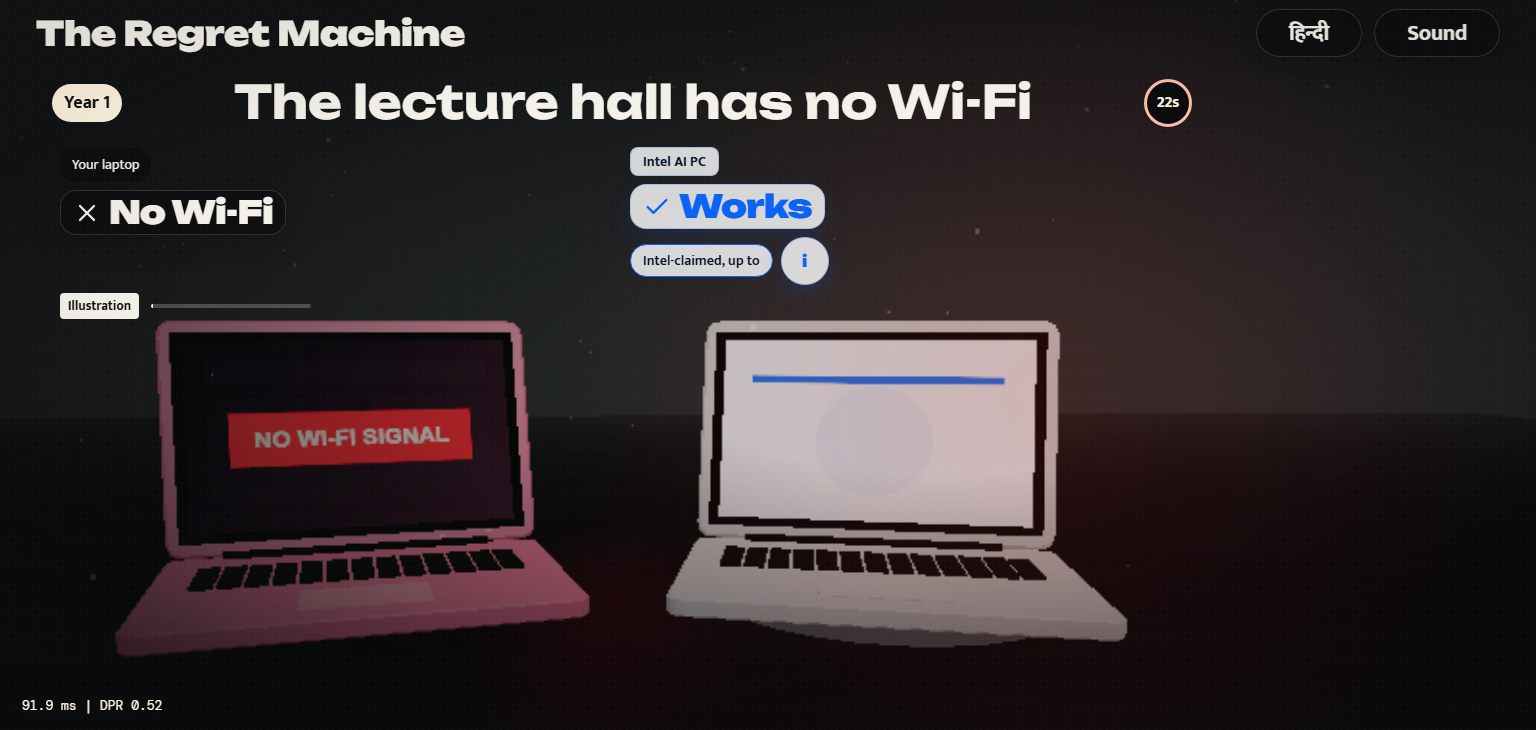 The Regret Machine
हिन्दी
Sound
Year 1
The lecture hall has no Wi-Fi
22s
Your laptop
No Wi-Fi
Intel AI PC
Works
Intel-claimed, up to
i
Illustration
NO WI-FI SIGNAL
91.9 ms | DPR 0.52